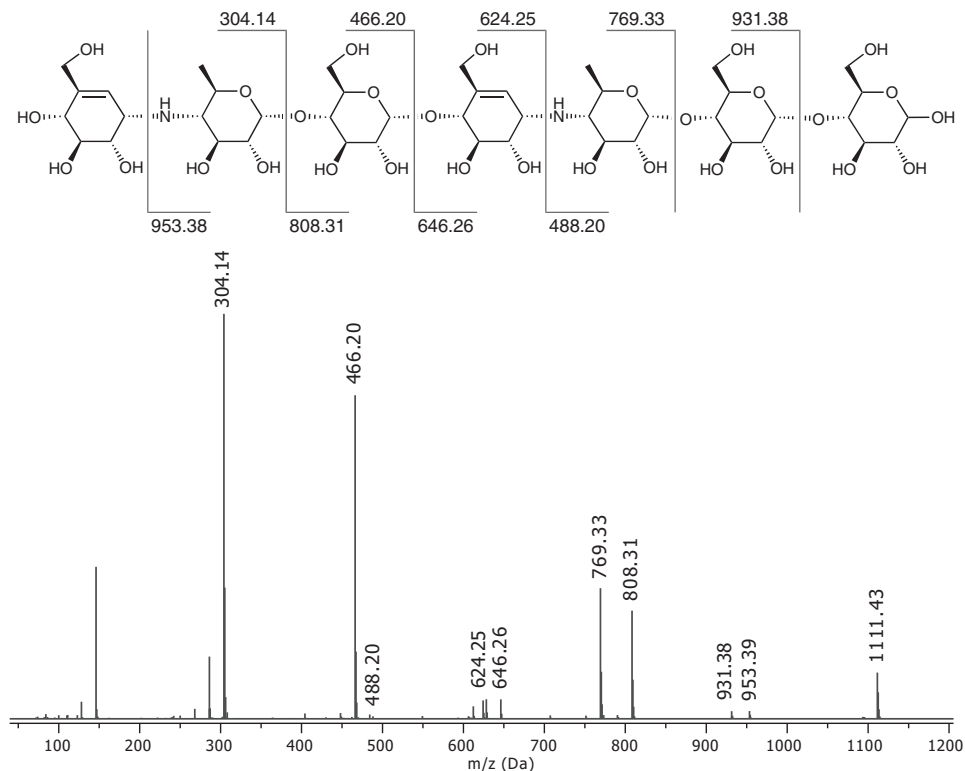 304.14 466.20 624.25 769.33 931.38
OH OH OH OH OH
H O O H O O O
HO N O O N O O OH
HO OH HO OH HO OH HO OH HO OH HO OH HO OH
953.38 808.31 646.26 488.20
304.14
466.20
488.20
624.25
646.26
769.33
808.31
931.38
953.39
1111.43
100 200 300 400 500 600 700 800 900 1000 1100 1200
m/z (Da)